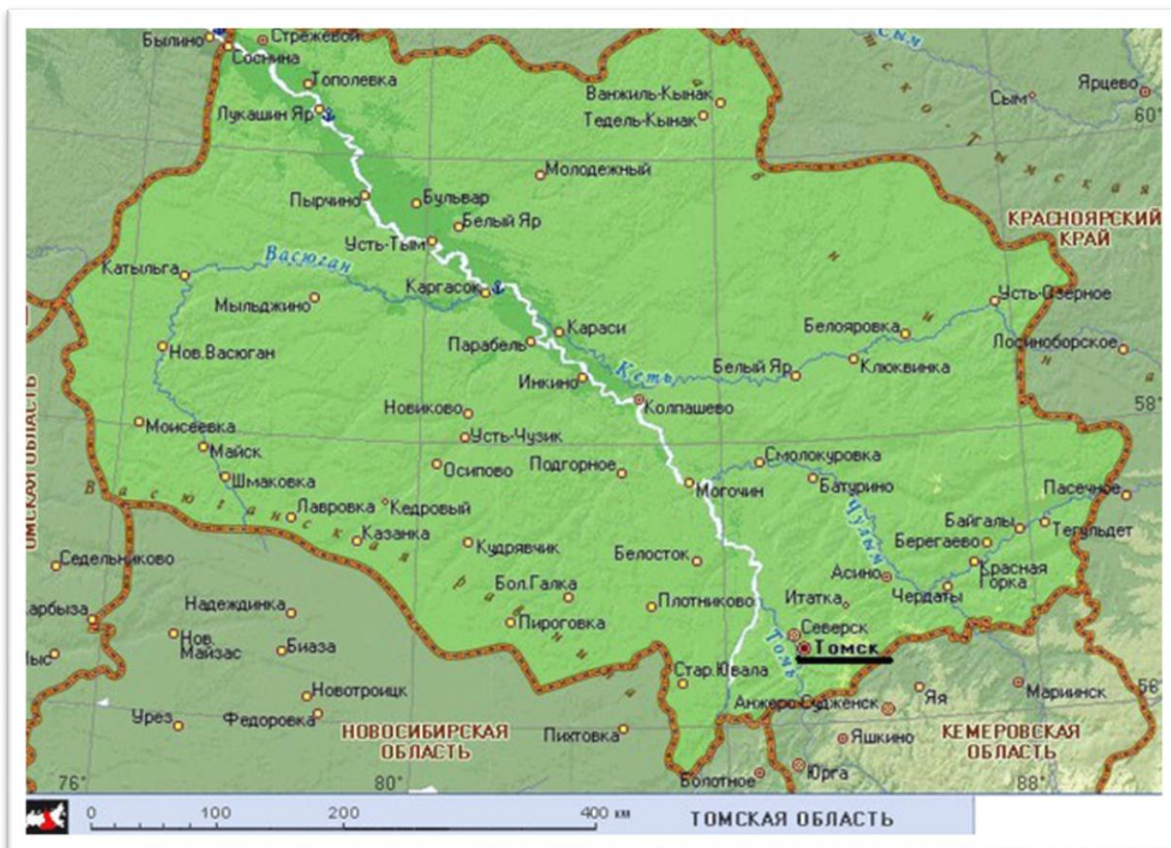 Былино
Стрежевой
Соснина
Тополевка
Лукашин Яр
Ванжиль-Кынак
Тедель-Кынак
Сым
Сым
Ярцево
60°
Молодежный
Пырчино
Бульвар
Белый Яр
КРАСНОЯРСКИЙ
КРАЙ
Усть-Тым
Васюган
Катыльга
Каргасок
Мыльджино
Усть-Озерное
Караси
Белояровка
Лосиноборское
Нов.Васюган
Парабель
Клюквинка
Белый Яр
Кеть
Инкино
Колпашево
58°
Новиково
Моисеевка
Усть-Чузик
ОМСКАЯ ОБЛАСТЬ
Майск
Осипово
Подгорное
Смолокуровка
Шмаковка
Могочин
Батурино
Пасечное
Васюганская равнина
Лавровка
Кедровый
Чулым
Байгалы
Тегульдет
Казанка
Кудрявчик
Берегаево
Седельниково
Белосток
Красная
Горка
Асино
Бол.Галка
Чердаты
Надеждинка
Плотниково
Итатка
Пироговка
Нов.
Майзас
Биаза
Северск
Томь
Томск
Стар.Ювала
56°
Новотроицк
Анжеро-Судженск
Яя
Мариинск
Урез
Федоровка
НОВОСИБИРСКАЯ
ОБЛАСТЬ
Пихтовка
Яшкино
КЕМЕРОВСКАЯ
ОБЛАСТЬ
Болотное
Юрга
76°
80°
88°
0 100 200 400 км
ТОМСКАЯ ОБЛАСТЬ